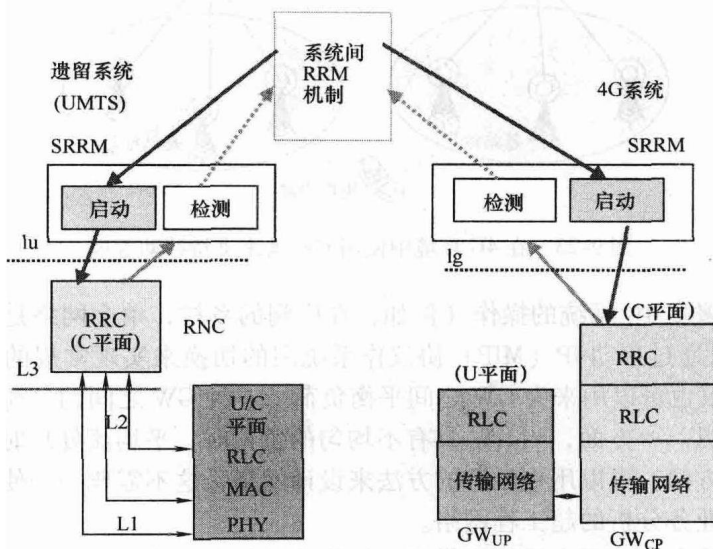 系统间
RRM
机制
遗留系统
(UMTS)
4G系统
SRRM
SRRM
启动
检测
检测
启动
Iu
Ig
RRC
(C平面)
RNC
L3
L2
L1
U/C
平面
RLC
MAC
PHY
(U平面)
RLC
传输网络
GW_UP
(C平面)
RRC
RLC
传输网络
GW_CP